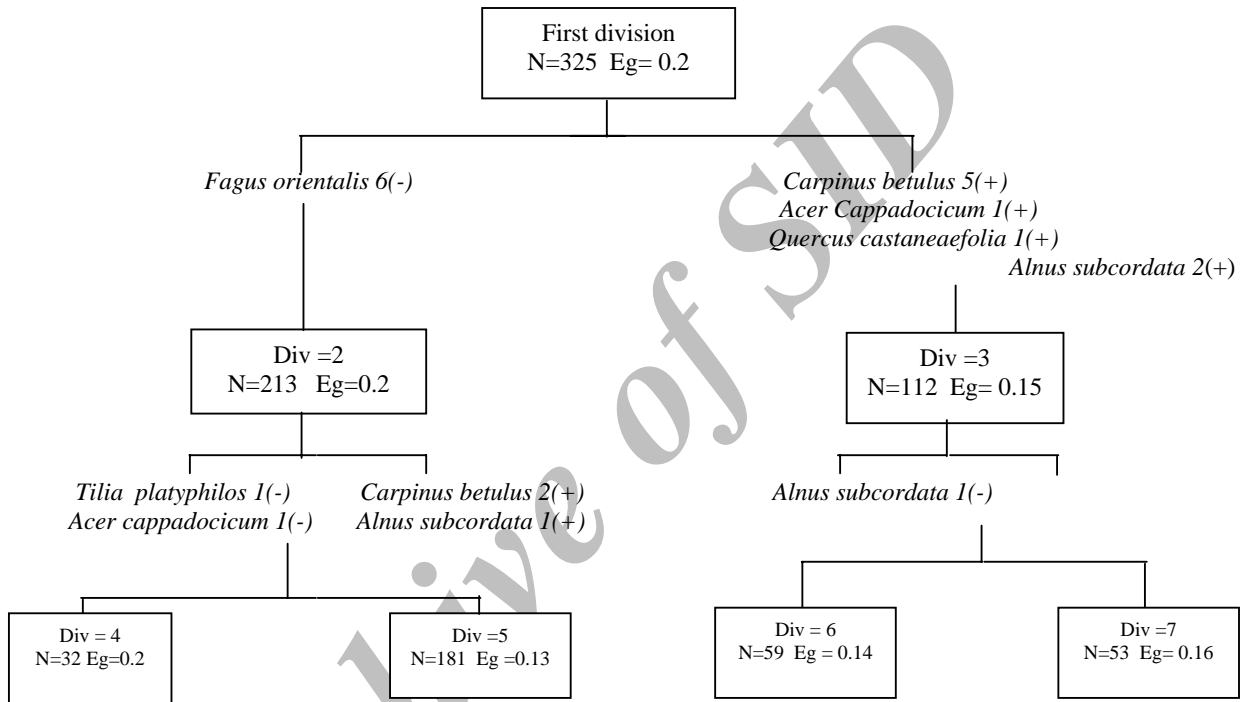 First division
N=325 Eg= 0.2
Fagus orientalis 6(-)
Carpinus betulus 5(+)
Acer Cappadocicum 1(+)
Quercus castaneaefolia 1(+)
Alnus subcordata 2(+)
Div =2
N=213 Eg=0.2
Div =3
N=112 Eg= 0.15
Tilia platyphilos 1(-)
Acer cappadocicum 1(-)
Carpinus betulus 2(+)
Alnus subcordata 1(+)
Alnus subcordata 1(-)
Div = 4
N=32 Eg=0.2
Div =5
N=181 Eg =0.13
Div = 6
N=59 Eg = 0.14
Div =7
N=53 Eg= 0.16
ive of SID